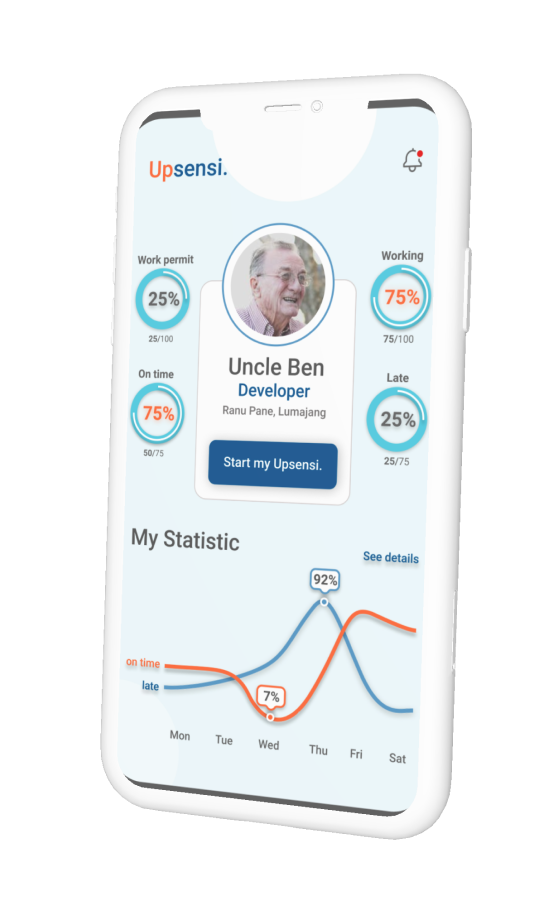 Upsensi.
Work permit
25%
25/100
Working
75%
75/100
On time
75%
50/75
Late
25%
25/75
Uncle Ben
Developer
Ranu Pane, Lumajang
Start my Upsensi.
My Statistic
See details
92%
on time
late
7%
Mon Tue Wed Thu Fri Sat